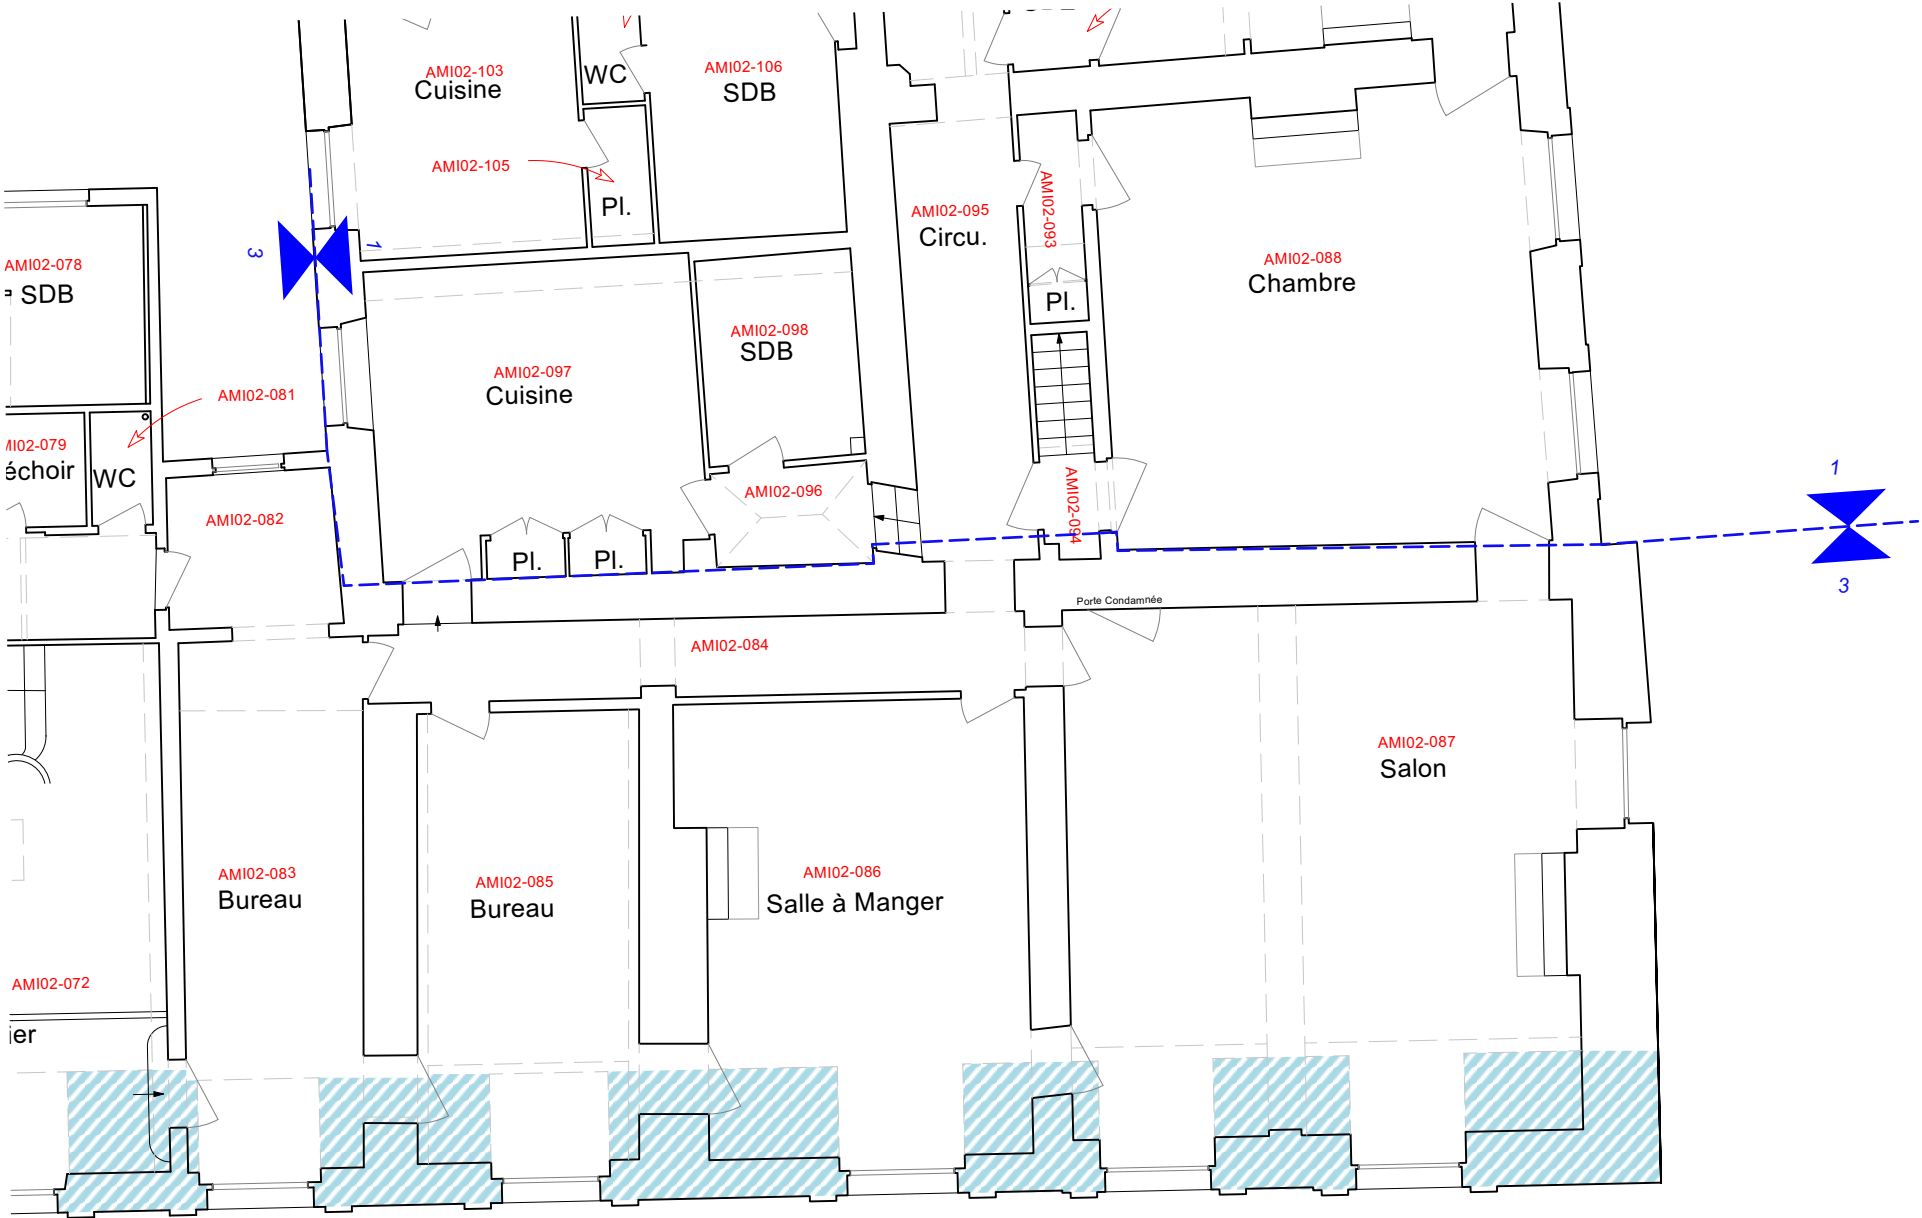 AMI02-103
Cuisine
WC
AMI02-106
SDB
AMI02-105
Pl.
AMI02-095
Circu.
AMI02-093
Pl.
AMI02-088
Chambre
3
1
AMI02-078
SDB
AMI02-081
AMI02-097
Cuisine
AMI02-098
SDB
WC
AMI02-096
AMI02-094
AMI02-082
1
3
Pl.
Pl.
Porte Condamnée
AMI02-084
AMI02-087
Salon
AMI02-083
Bureau
AMI02-085
Bureau
AMI02-086
Salle à Manger
AMI02-072